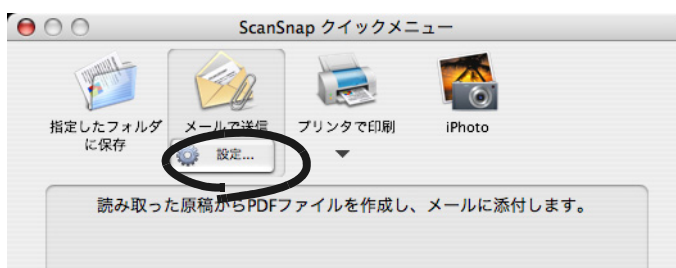 ScanSnap クイックメニュー
指定したフォルダ
に保存
メールで送信
プリンタで印刷
iPhoto
設定...
読み取った原稿からPDFファイルを作成し、メールに添付します。